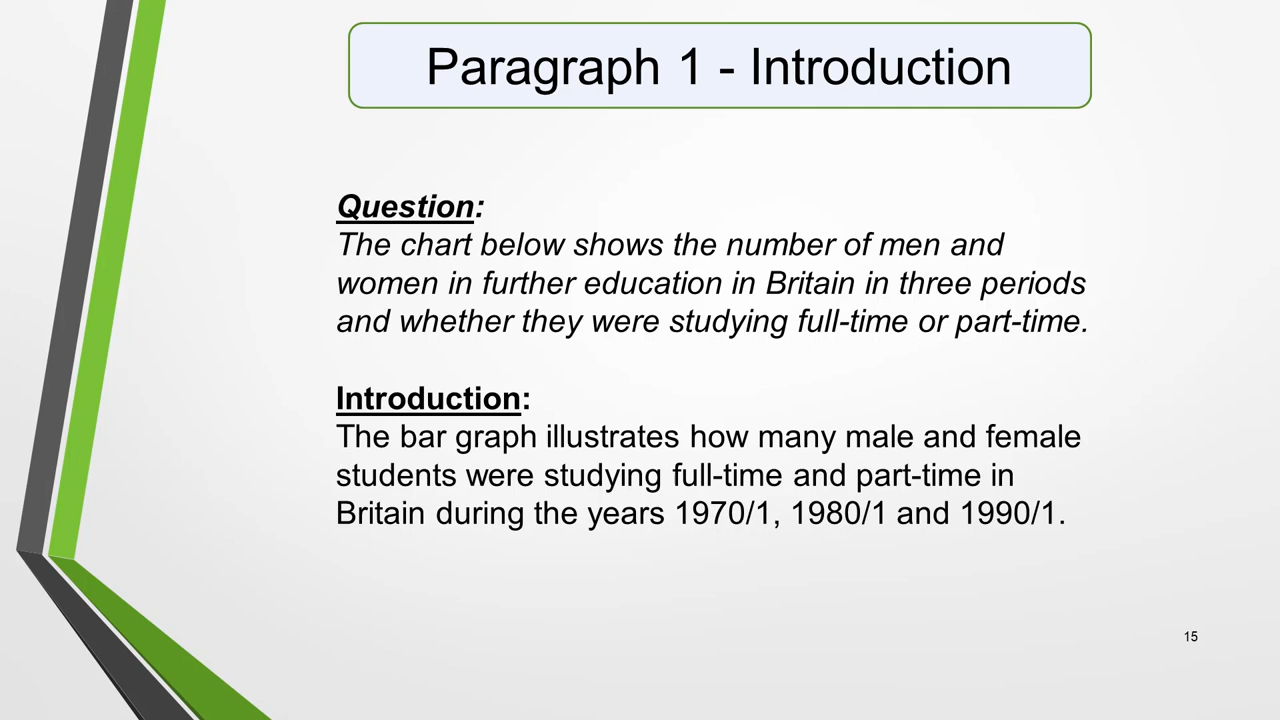 Paragraph 1 - Introduction
Question:
The chart below shows the number of men and
women in further education in Britain in three periods
and whether they were studying full-time or part-time.
Introduction:
The bar graph illustrates how many male and female
students were studying full-time and part-time in
Britain during the years 1970/1, 1980/1 and 1990/1.
15